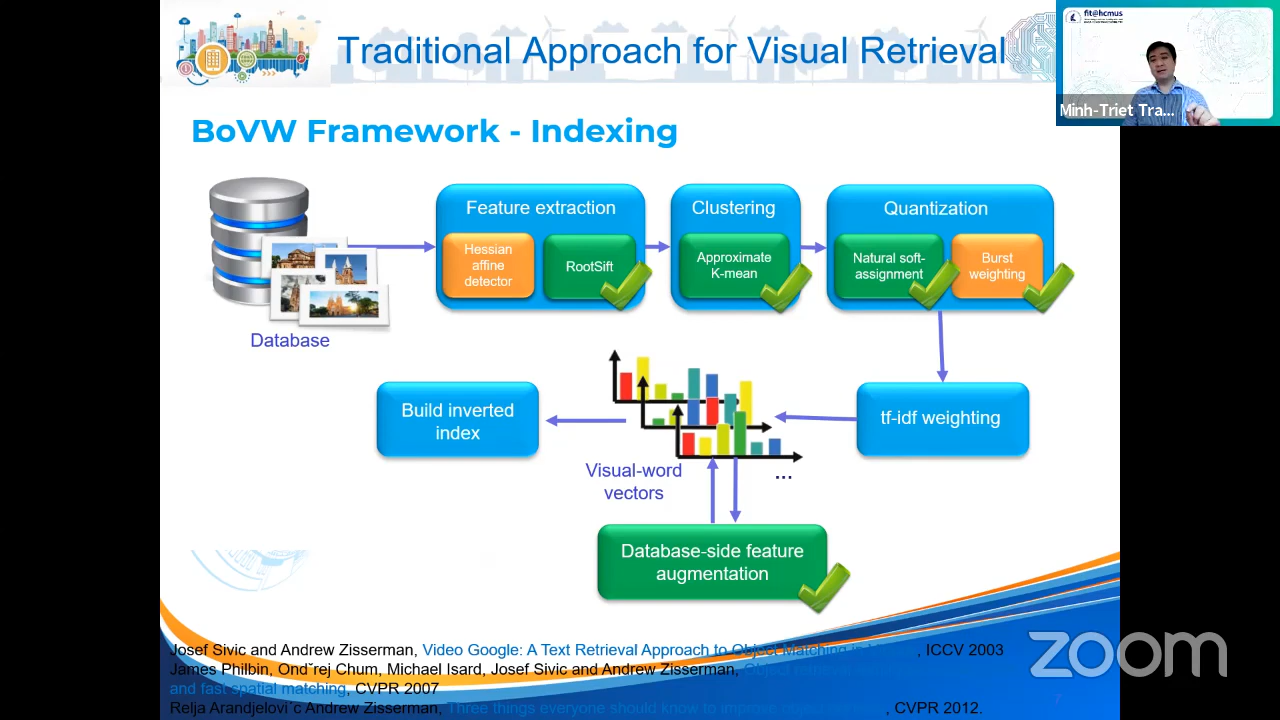 Traditional Approach for Visual Retrieval
fit@hcmus
Minh-Triet Tra...
BoVW Framework - Indexing
Feature extraction
Hessian
affine
detector
RootSift
Clustering
Approximate
K-mean
Quantization
Natural soft-
assignment
Burst
weighting
Database
Build inverted
index
Visual-word
vectors
...
tf-idf weighting
Database-side feature
augmentation
Josef Sivic and Andrew Zisserman, Video Google: A Text Retrieval Approach to Object Matching in , ICCV 2003
James Philbin, Ondˇrej Chum, Michael Isard, Josef Sivic and Andrew Zisserman, Object retrieval
and fast spatial matching, CVPR 2007
Relja Arandjelovi´c Andrew Zisserman, Three things everyone should know to improve object retrieval, CVPR 2012.
7
zoom